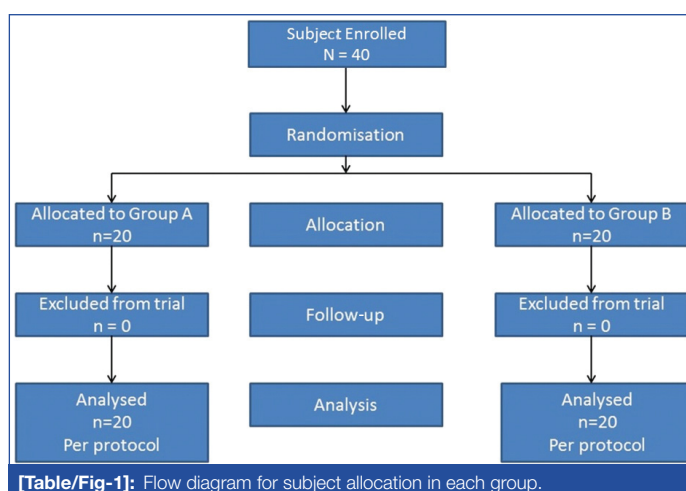 Subject Enrolled
N = 40
Randomisation
Allocated to Group A
n=20
Allocation
Allocated to Group B
n=20
Excluded from trial
n = 0
Follow-up
Excluded from trial
n = 0
Analysed
n=20
Per protocol
Analysis
Analysed
n=20
Per protocol
[Table/Fig-1]: Flow diagram for subject allocation in each group.